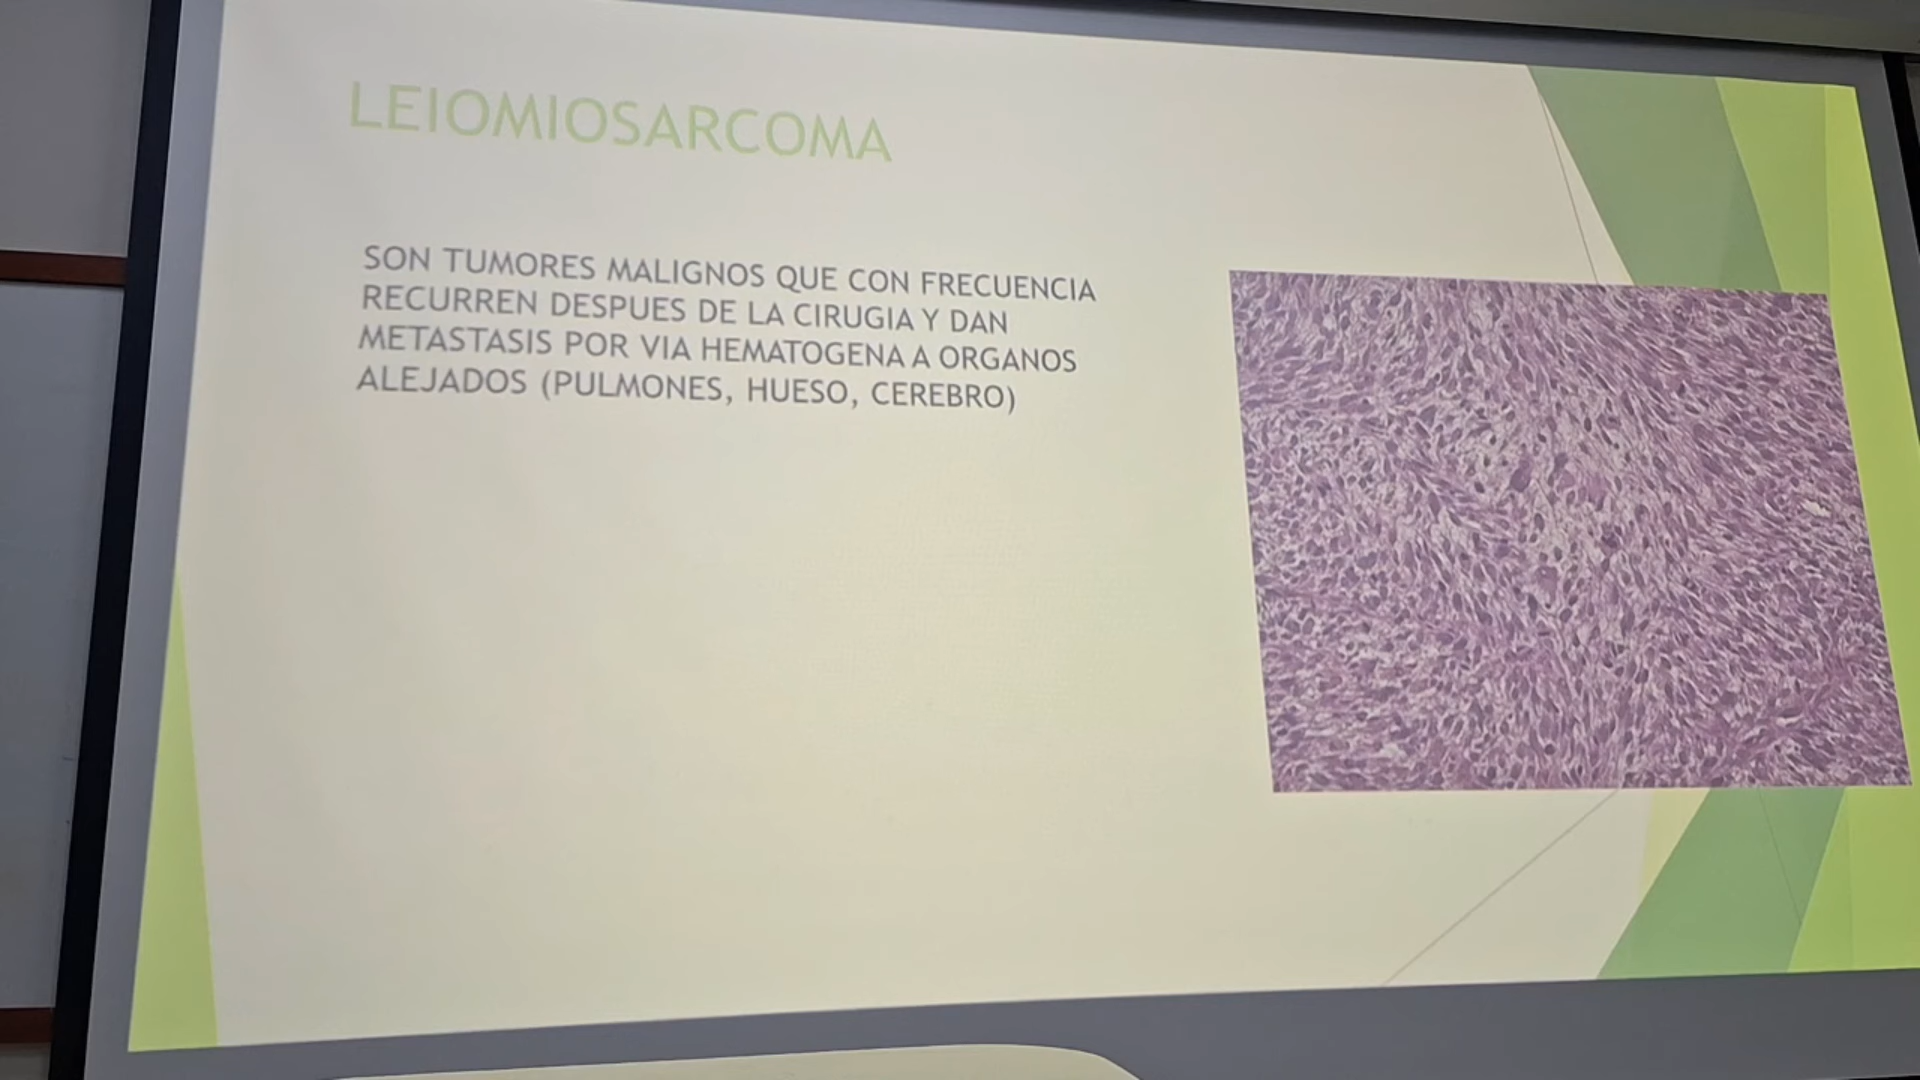 LEIOMIOSARCOMA
SON TUMORES MALIGNOS QUE CON FRECUENCIA
RECURREN DESPUES DE LA CIRUGIA Y DAN
METASTASIS POR VIA HEMATOGENA A ORGANOS
ALEJADOS (PULMONES, HUESO, CEREBRO)